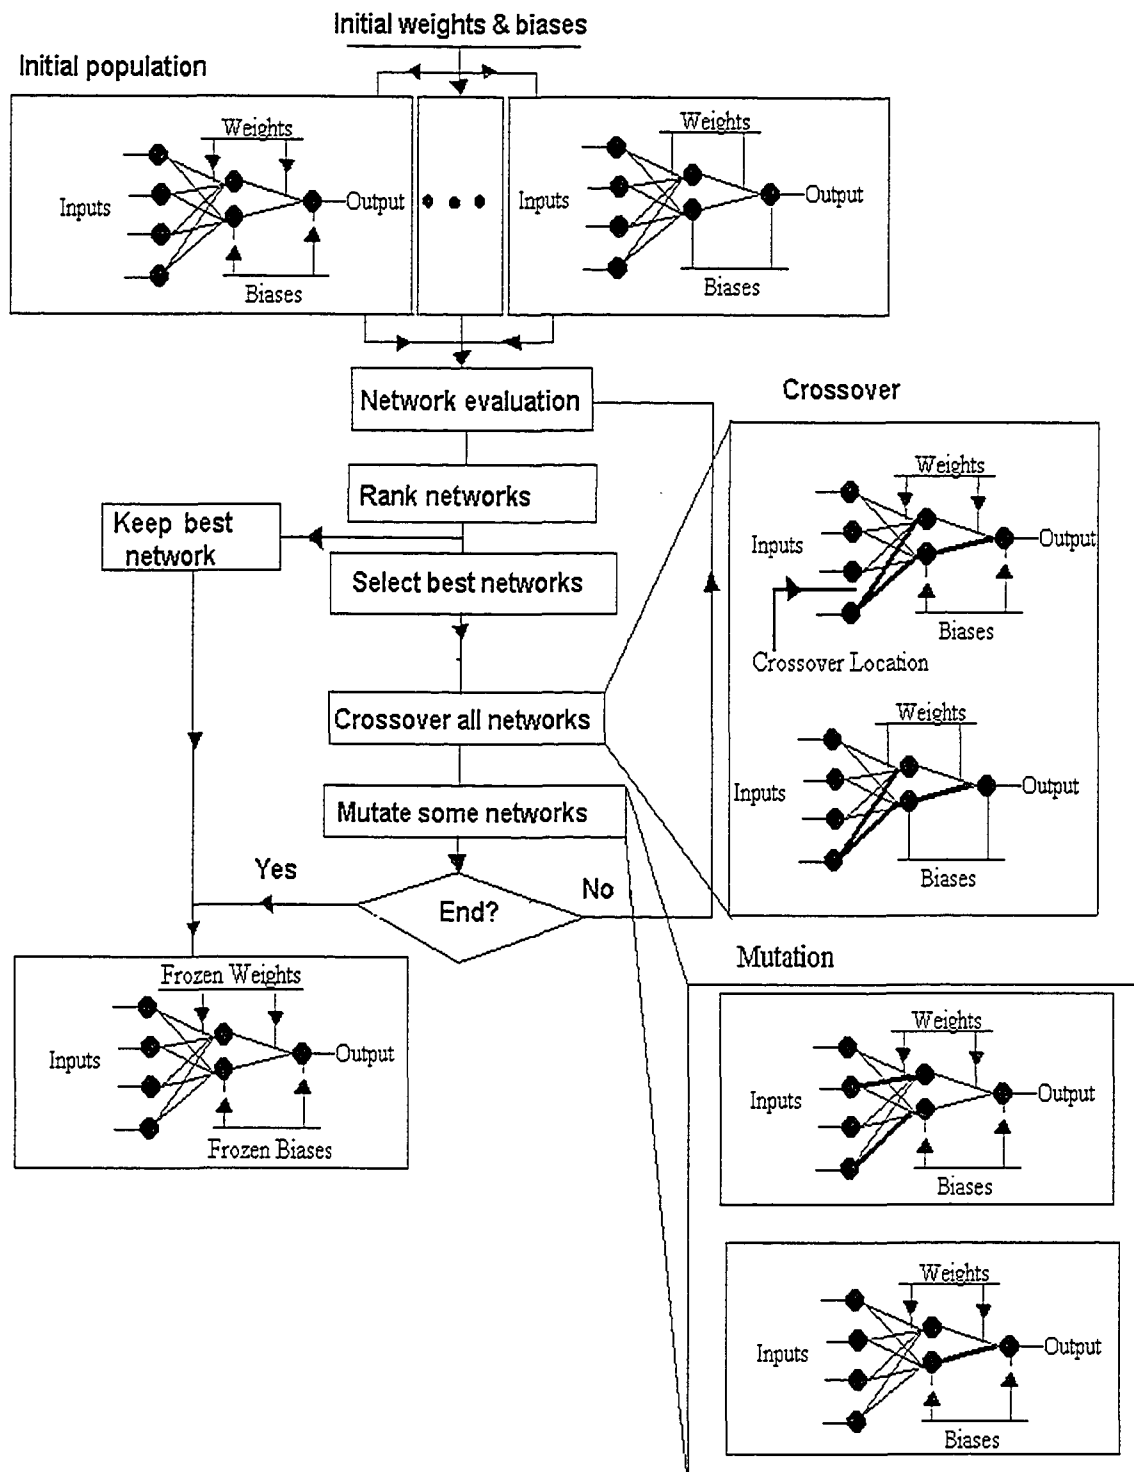 Initial weights & biases
Initial population
Weights
Inputs
Output
Biases
Weights
Inputs
Output
Biases
Network evaluation
Rank networks
Keep best
network
Select best networks
Crossover all networks
Mutate some networks
Yes
End?
No
Frozen Weights
Inputs
Output
Frozen Biases
Crossover
Weights
Inputs
Output
Biases
Crossover Location
Weights
Inputs
Output
Biases
Mutation
Weights
Inputs
Output
Biases
Weights
Inputs
Output
Biases